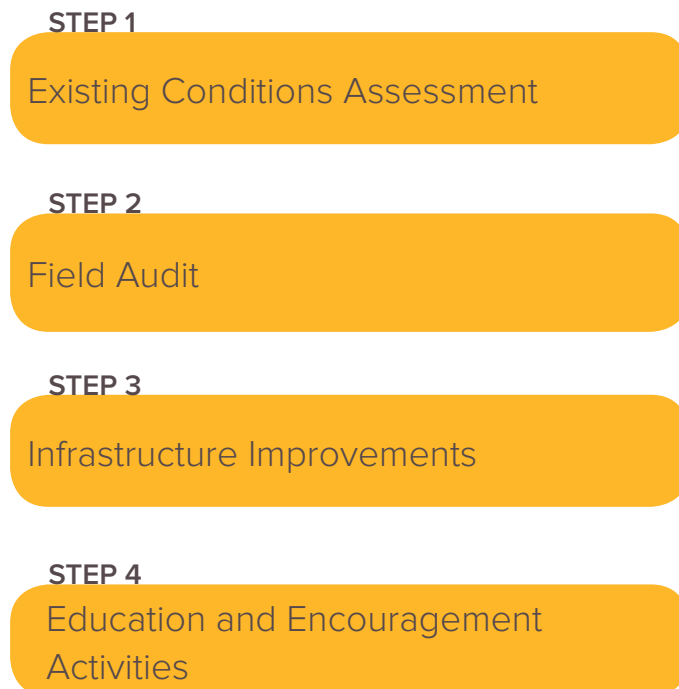 STEP 1
Existing Conditions Assessment
STEP 2
Field Audit
STEP 3
Infrastructure Improvements
STEP 4
Education and Encouragement
Activities